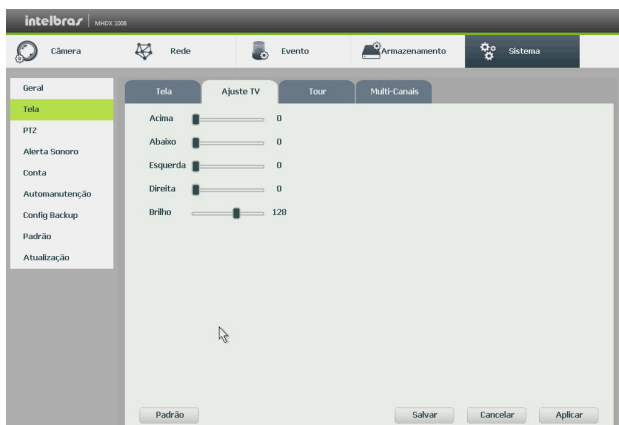 intelbras MHDX 1008
Câmera Rede Evento Armazenamento Sistema
Geral
Tela
PTZ
Alerta Sonoro
Conta
Automanutenção
Config Backup
Padrão
Atualização
Tela Ajuste TV Tour Multi-Canais
Acima 0
Abaixo 0
Esquerda 0
Direita 0
Brilho 128
Padrão Salvar Cancelar Aplicar